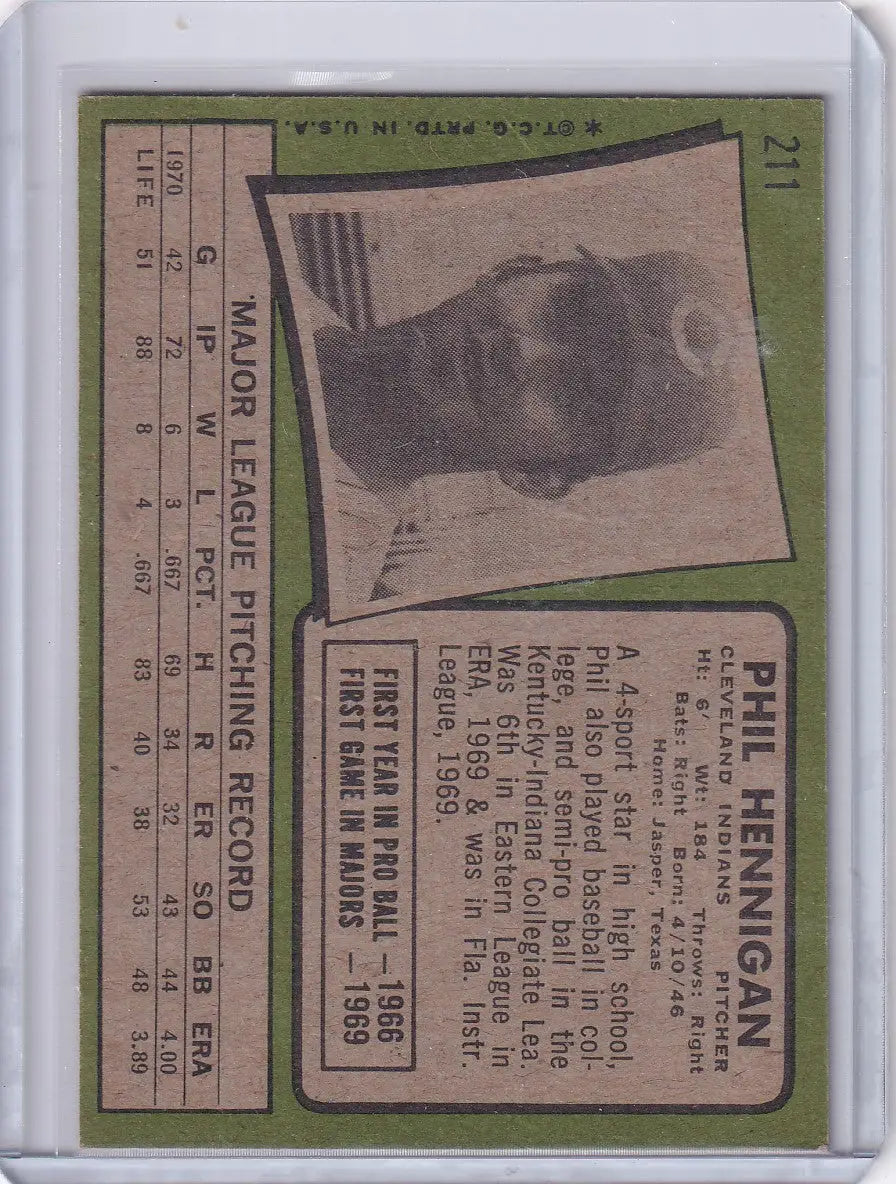 211
PHIL HENNIGAN
CLEVELAND INDIANS PITCHER
Ht: 6' Wt: 184 Throws: Right
Bats: Right Born: 4/10/46
Home: Jasper, Texas
A 4-sport star in high school,
Phil also played baseball in col-
lege, and semi-pro ball in the
Kentucky-Indiana Collegiate Lea.
Was 6th in Eastern League in
ERA, 1969 & was in Fla. Instr.
League, 1969.
FIRST YEAR IN PRO BALL —1966
FIRST GAME IN MAJORS —1969
MAJOR LEAGUE PITCHING RECORD
G IP W L PCT. H R ER SO BB ERA
1970 42 72 6 3 .667 69 34 32 43 44 4.00
LIFE 51 88 8 4 .667 83 40 38 53 48 3.89
*©T.C.G. PRTD. IN U.S.A.